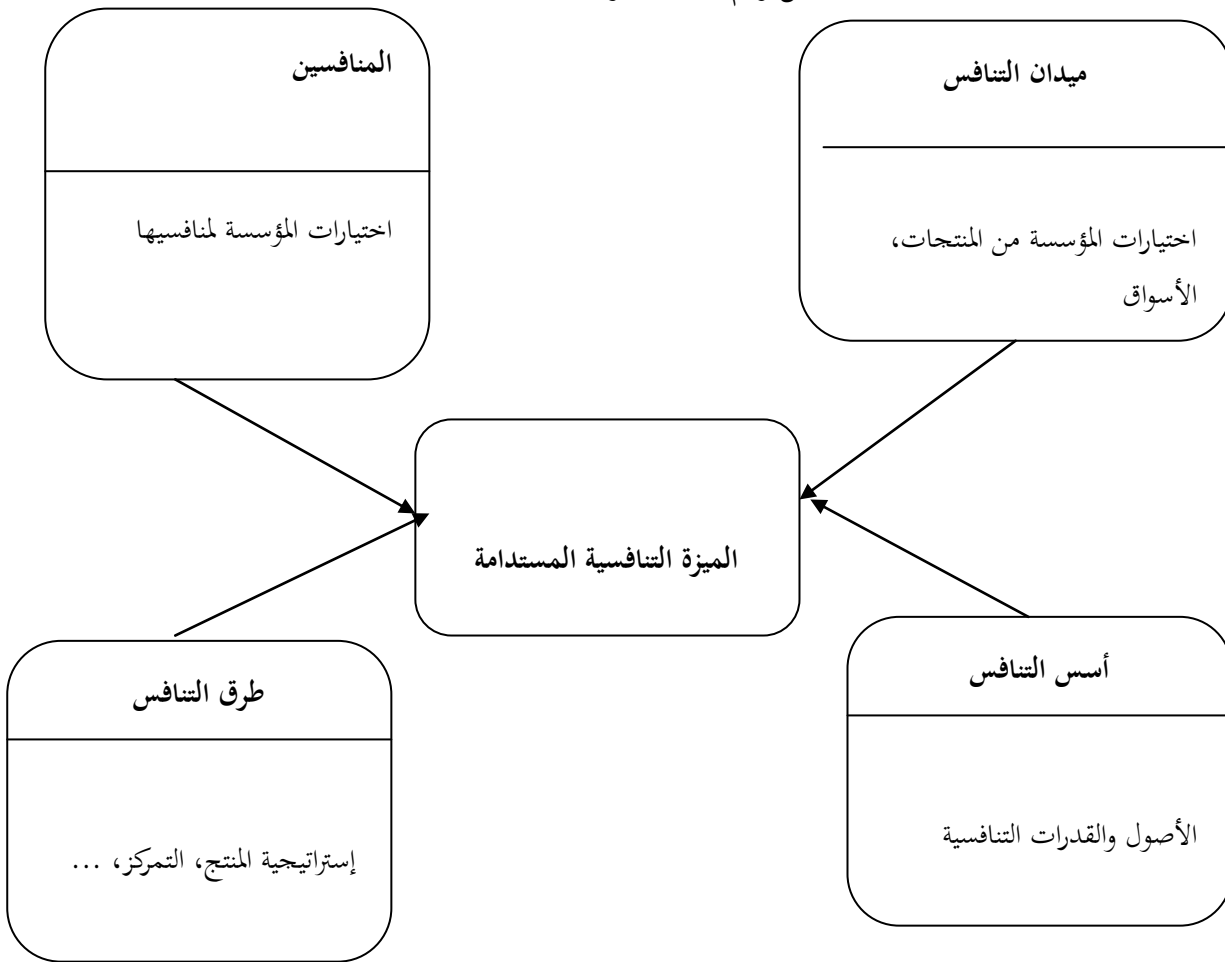 ميدان التنافس
اختيارات المؤسسة من المنتجات،
الأسواق
المنافسين
اختيارات المؤسسة لمنافسيها
الميزة التنافسية المستدامة
أسس التنافس
الأصول والقدرات التنافسية
طرق التنافس
إستراتيجية المنتج، التمركز، ...